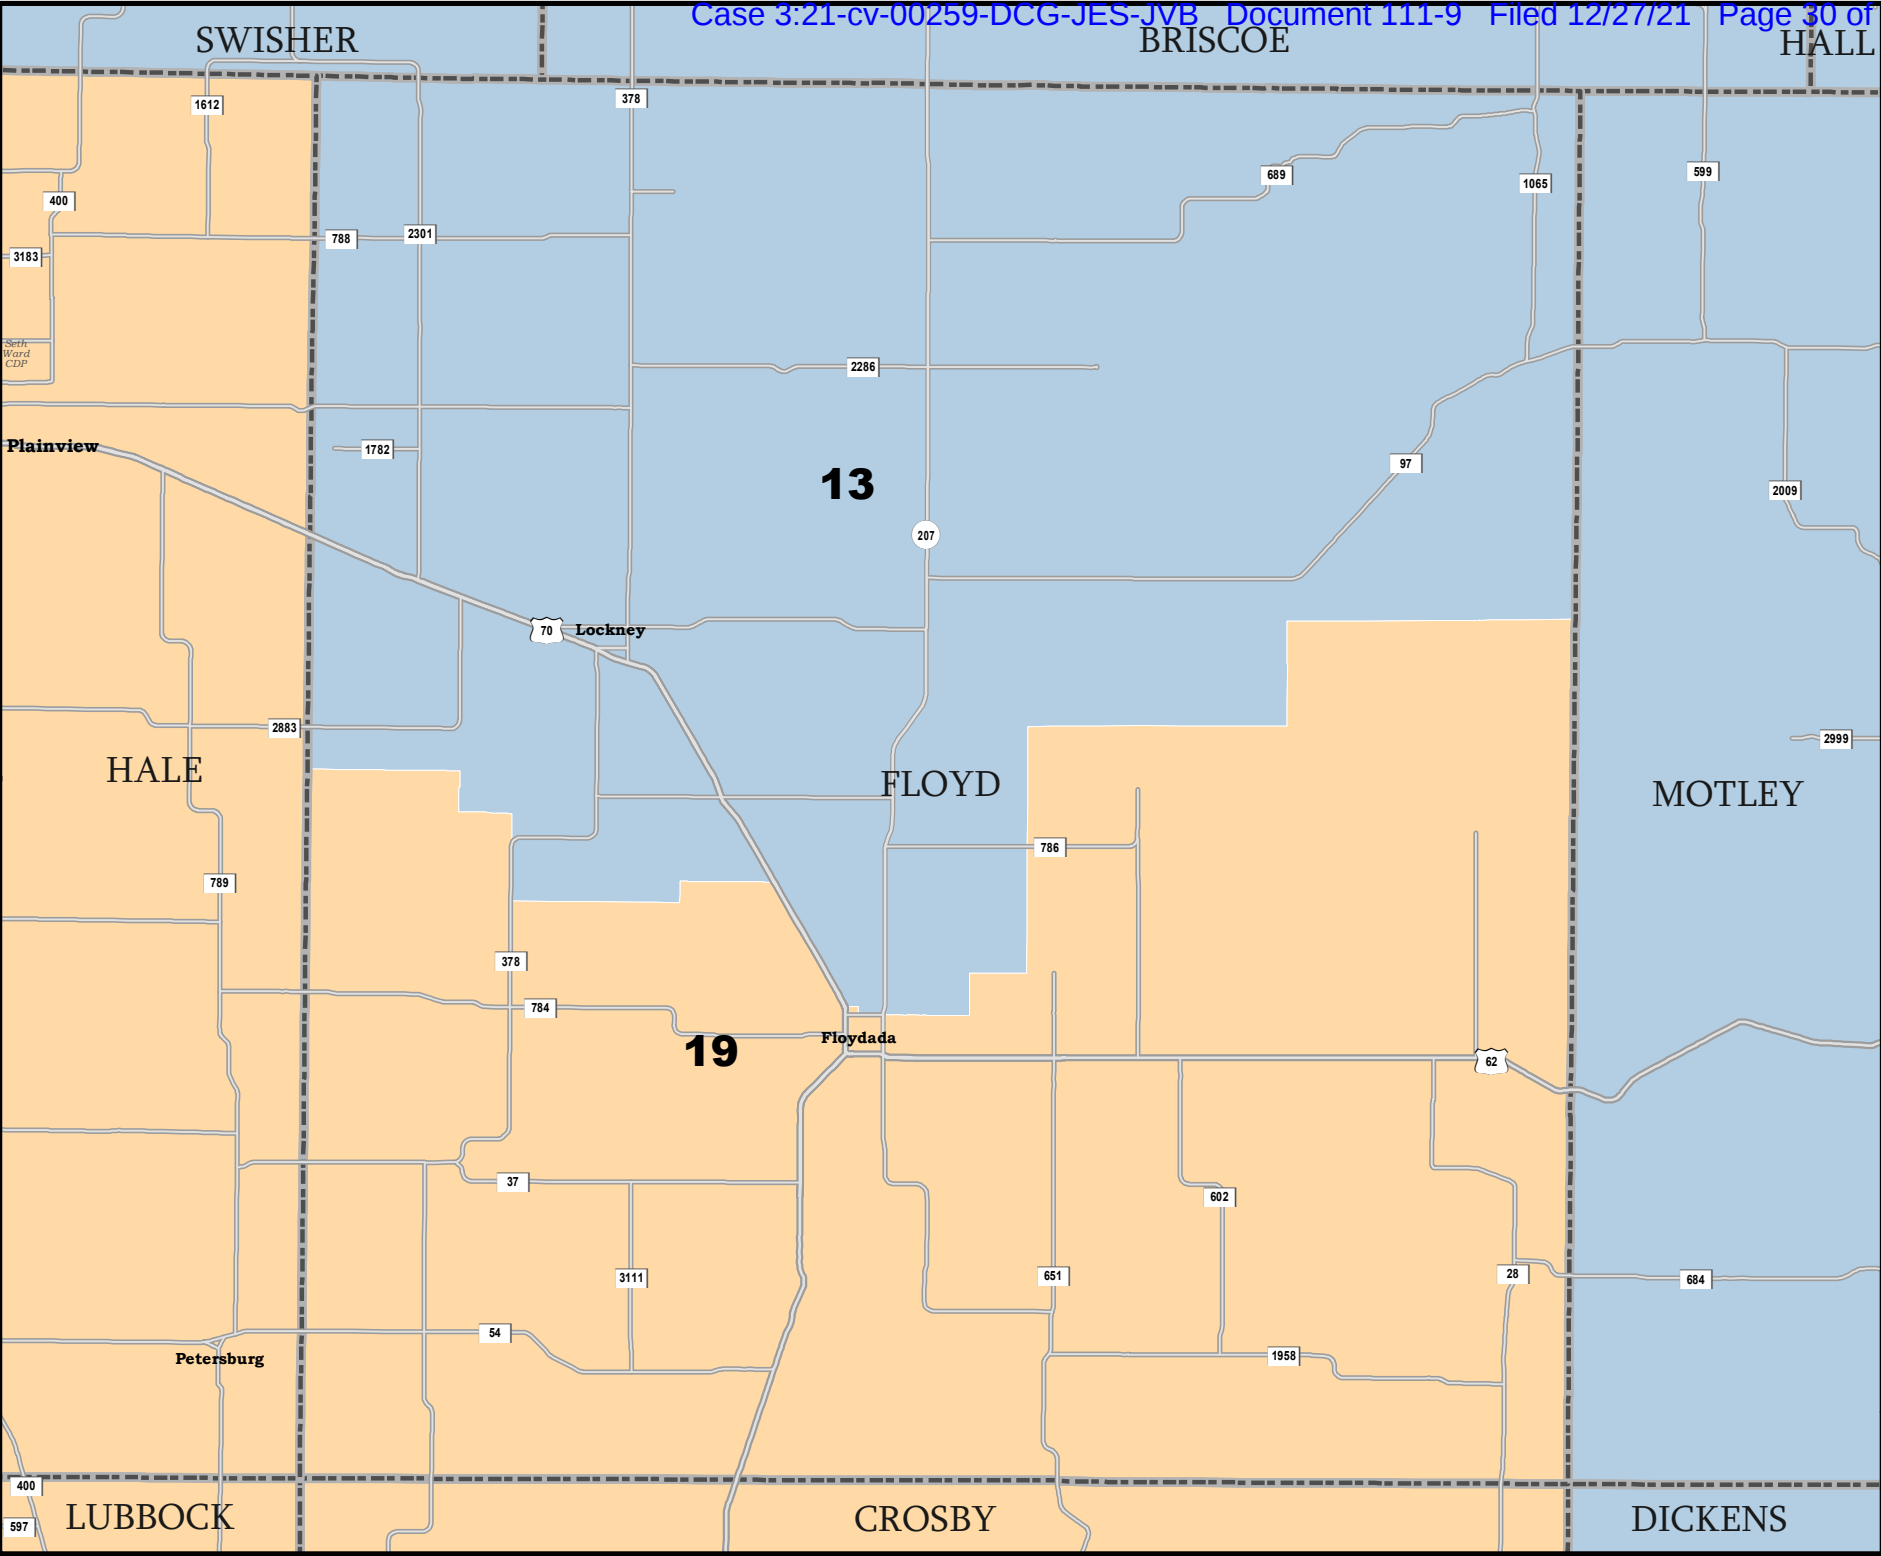 Case 3:21-cv-00259-DCG-JES-JVB Document 111-9 Filed 12/27/21 Page 30 of
SWISHER
BRISCOE
HALL
1612
378
400
689
1065
599
788
2301
3183
Seth
Ward
CDP
2286
Plainview
1782
97
13
2009
207
70
Lockney
2883
2999
HALE
FLOYD
MOTLEY
786
789
378
784
Floydada
19
62
37
602
3111
651
28
684
54
1958
Petersburg
400
LUBBOCK
CROSBY
DICKENS
597